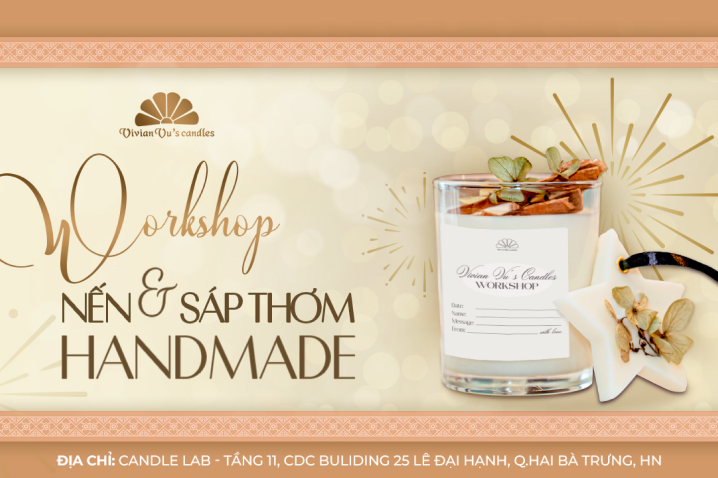 Vivian Vu's candles
Workshop
NẾN & SÁP THƠM
HANDMADE
Vivian Vu's Candles
WORKSHOP
Date:
Name:
Message:
From:
with love
ĐỊA CHỈ: CANDLE LAB - TẦNG 11, CDC BULIDING 25 LÊ ĐẠI HẠNH, Q.HAI BÀ TRƯNG, HN